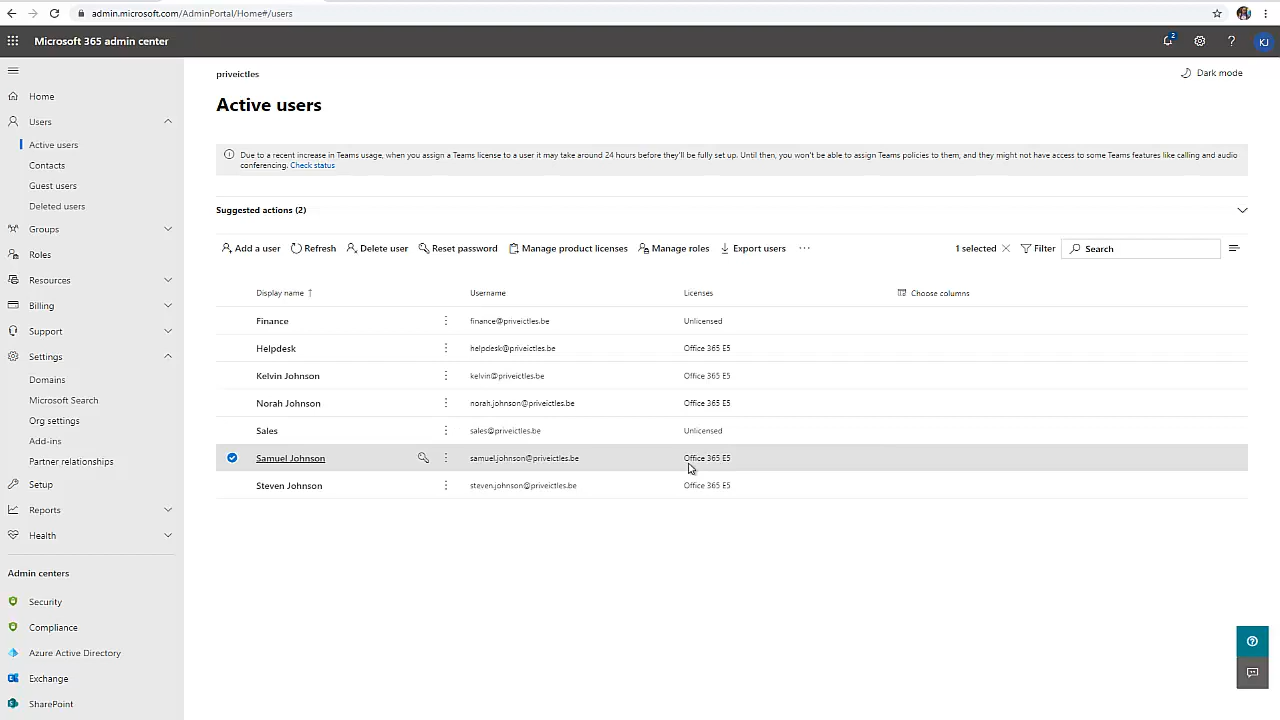 admin.microsoft.com/AdminPortal/Home#/users
Microsoft 365 admin center
2
KJ
Home
Users
Active users
Contacts
Guest users
Deleted users
Groups
Roles
Resources
Billing
Support
Settings
Domains
Microsoft Search
Org settings
Add-ins
Partner relationships
Setup
Reports
Health
Admin centers
Security
Compliance
Azure Active Directory
Exchange
SharePoint
priveictles
Dark mode
Active users
Due to a recent increase in Teams usage, when you assign a Teams license to a user it may take around 24 hours before they'll be fully set up. Until then, you won't be able to assign Teams policies to them, and they might not have access to some Teams features like calling and audio
conferencing. Check status
Suggested actions (2)
Add a user Refresh Delete user Reset password Manage product licenses Manage roles Export users ··· 1 selected Filter Search
Display name ↑ Username Licenses Choose columns
Finance finance@priveictles.be Unlicensed
Helpdesk helpdesk@priveictles.be Office 365 E5
Kelvin Johnson kelvin@priveictles.be Office 365 E5
Norah Johnson norah.johnson@priveictles.be Office 365 E5
Sales sales@priveictles.be Unlicensed
Samuel Johnson samuel.johnson@priveictles.be Office 365 E5
Steven Johnson steven.johnson@priveictles.be Office 365 E5